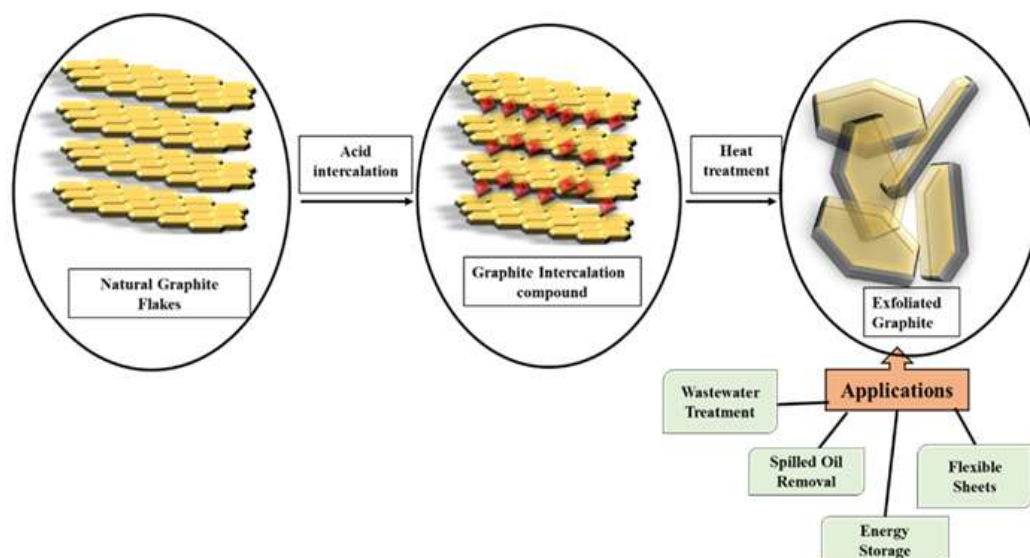 Natural Graphite
Flakes
Acid
intercalation
Graphite Intercalation
compound
Heat
treatment
Exfoliated
Graphite
Applications
Wastewater
Treatment
Spilled Oil
Removal
Energy
Storage
Flexible
Sheets